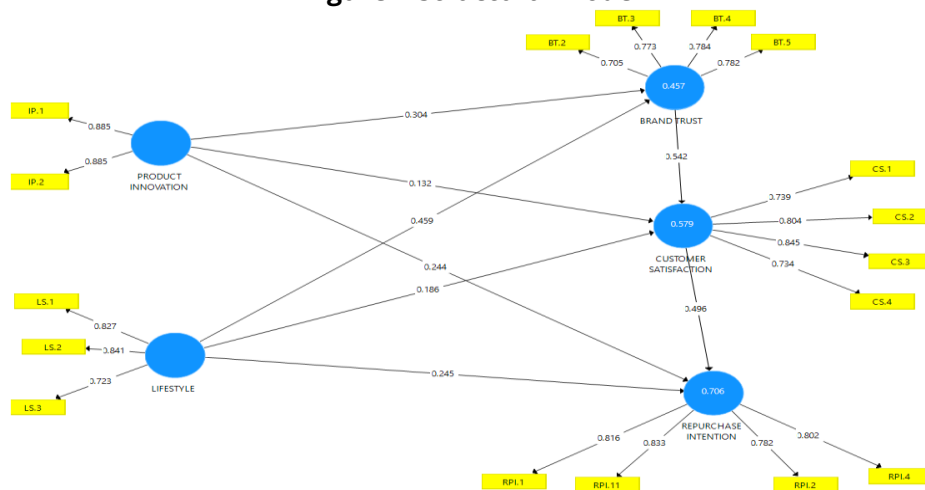 Figure Structural Model
BT.3
BT.4
BT.2
BT.5
0.773
0.784
0.705
0.782
0.457
BRAND TRUST
IP.1
0.885
0.885
IP.2
PRODUCT
INNOVATION
0.304
0.542
0.132
0.459
0.244
0.186
0.579
CUSTOMER
SATISFACTION
0.739
0.804
0.845
0.734
CS.1
CS.2
CS.3
CS.4
0.496
LS.1
0.827
LS.2
0.841
0.723
LS.3
LIFESTYLE
0.245
0.706
REPURCHASE
INTENTION
0.816
0.833
0.782
0.802
RPI.1
RPI.11
RPI.2
RPI.4